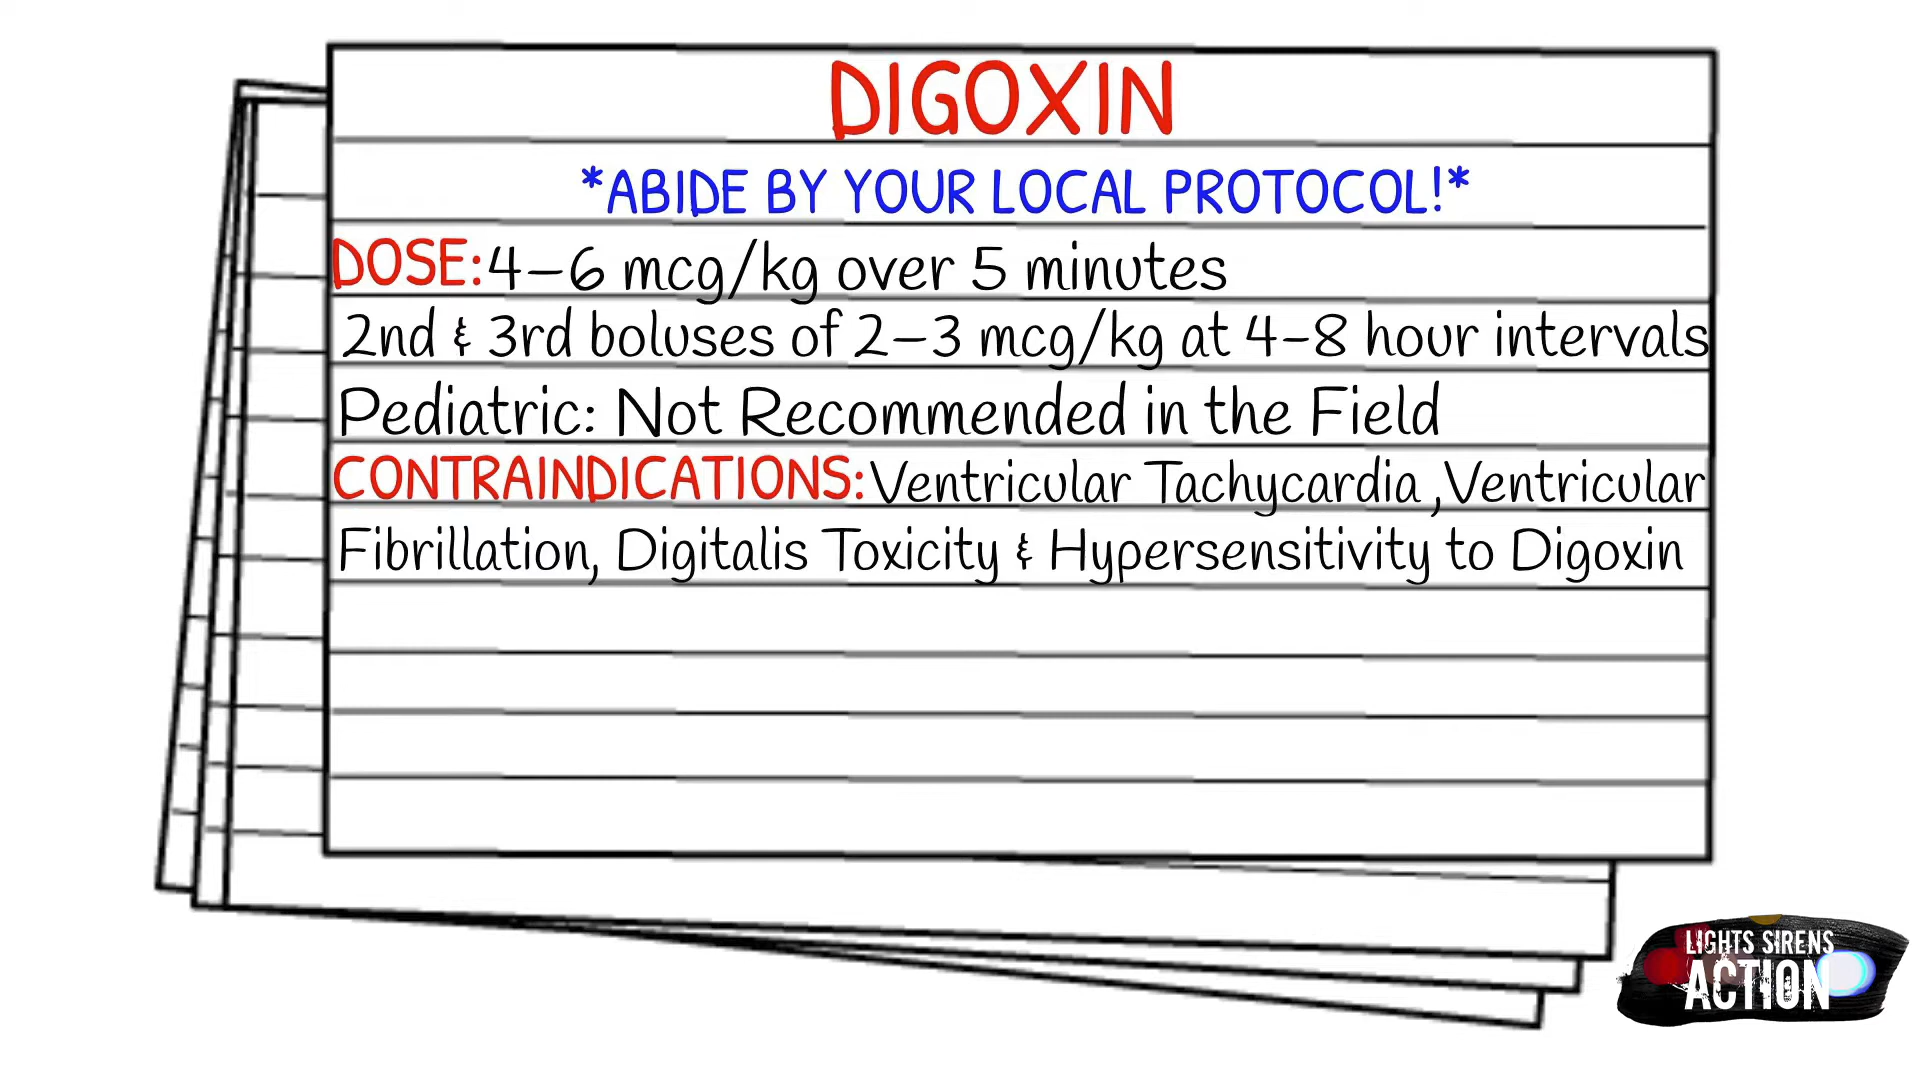 DIGOXIN
*ABIDE BY YOUR LOCAL PROTOCOL!*
DOSE: 4-6 mcg/kg over 5 minutes
2nd & 3rd boluses of 2-3 mcg/kg at 4-8 hour intervals
Pediatric: Not Recommended in the Field
CONTRAINDICATIONS: Ventricular Tachycardia ,Ventricular
Fibrillation, Digitalis Toxicity & Hypersensitivity to Digoxin
LIGHTS SIRENS
ACTION